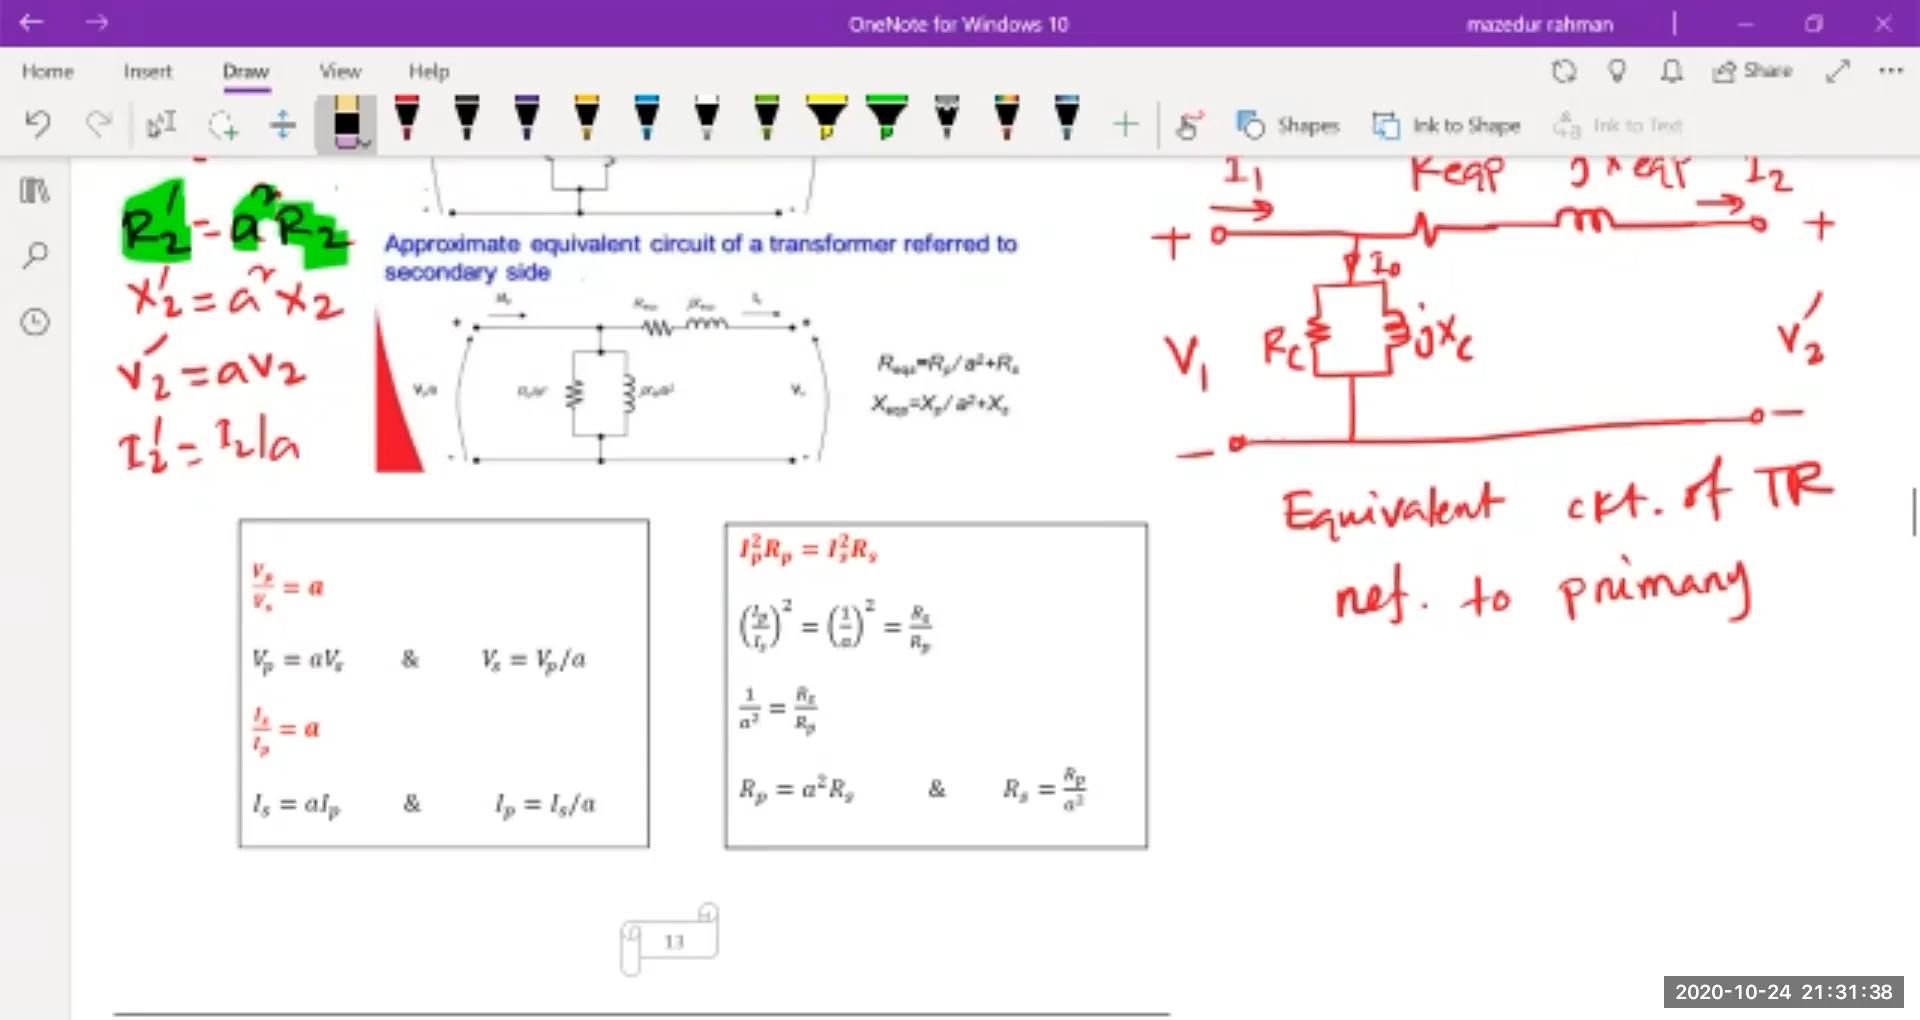 OneNote for Windows 10
mazedur rahman
Home Insert Draw View Help
Share
Shapes Ink to Shape Ink to Text
R₂' = a²R₂
X₂' = a²X₂
V₂' = aV₂
I₂' = I₂/a
Approximate equivalent circuit of a transformer referred to
secondary side
Vₚ/a
Vₛ
R_eqs=Rₚ/a²+Rₛ
X_eqp=Xₚ/a²+Xₛ
I₁ Reqp jXeqp I₂
+ +
I₀
V₁ Rc jXc V₂'
− −
Equivalent ckt. of TR
ref. to primary
Vₚ/Vₛ = a
Vₚ = aVₛ & Vₛ = Vₚ/a
Iₛ/Iₚ = a
Iₛ = aIₚ & Iₚ = Iₛ/a
Iₚ²Rₚ = Iₛ²Rₛ
(Iₚ/Iₛ)² = (1/a)² = Rₛ/Rₚ
1/a² = Rₛ/Rₚ
Rₚ = a²Rₛ & Rₛ = Rₚ/a²
13
2020-10-24 21:31:38